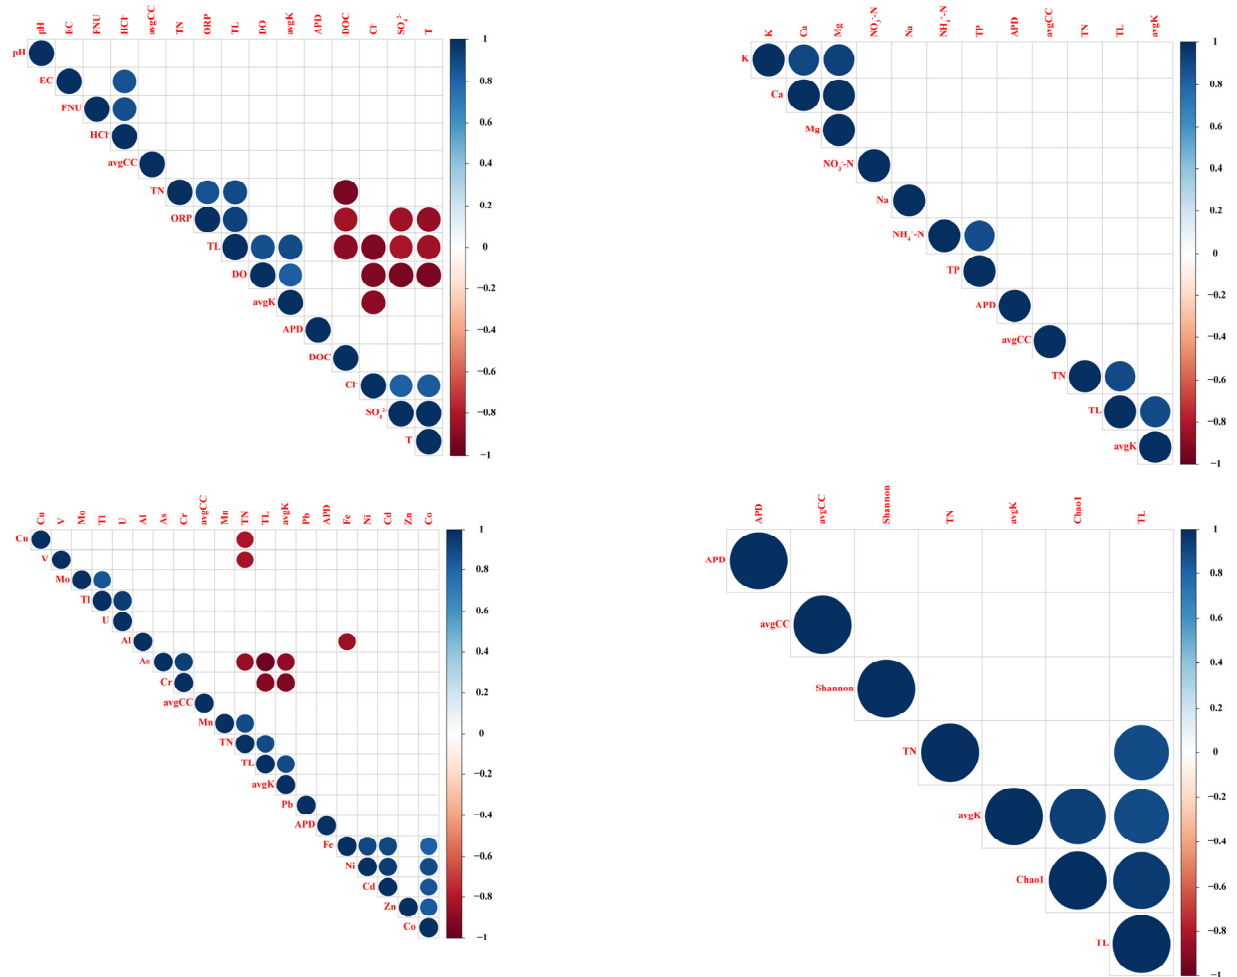 pH EC FNU HCl⁻ avgCC TN ORP TL DO avgK APD DOC Cl⁻ SO₄²⁻ T
pH
EC
FNU
HCl⁻
avgCC
TN
ORP
TL
DO
avgK
APD
DOC
Cl⁻
SO₄²⁻
T
1
0.8
0.6
0.4
0.2
0
−0.2
−0.4
−0.6
−0.8
−1
K Ca Mg NO₃⁻-N Na NH₄⁺-N TP APD avgCC TN TL avgK
K
Ca
Mg
NO₃⁻-N
Na
NH₄⁺-N
TP
APD
avgCC
TN
TL
avgK
1
0.8
0.6
0.4
0.2
0
−0.2
−0.4
−0.6
−0.8
−1
Cu V Mo Tl U Al As Cr avgCC Mn TN TL avgK Pb APD Fe Ni Cd Zn Co
Cu
V
Mo
Tl
U
Al
As
Cr
avgCC
Mn
TN
TL
avgK
Pb
APD
Fe
Ni
Cd
Zn
Co
1
0.8
0.6
0.4
0.2
0
−0.2
−0.4
−0.6
−0.8
−1
APD avgCC Shannon TN avgK Chao1 TL
APD
avgCC
Shannon
TN
avgK
Chao1
TL
1
0.8
0.6
0.4
0.2
0
−0.2
−0.4
−0.6
−0.8
−1